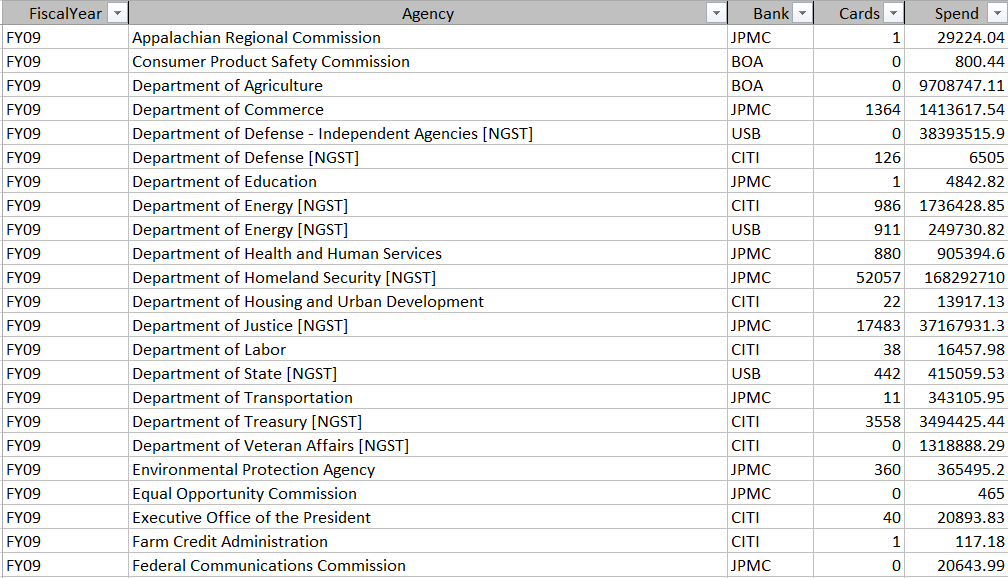 FiscalYear Agency Bank Cards Spend
FY09 Appalachian Regional Commission JPMC 1 29224.04
FY09 Consumer Product Safety Commission BOA 0 800.44
FY09 Department of Agriculture BOA 0 9708747.11
FY09 Department of Commerce JPMC 1364 1413617.54
FY09 Department of Defense - Independent Agencies [NGST] USB 0 38393515.9
FY09 Department of Defense [NGST] CITI 126 6505
FY09 Department of Education JPMC 1 4842.82
FY09 Department of Energy [NGST] CITI 986 1736428.85
FY09 Department of Energy [NGST] USB 911 249730.82
FY09 Department of Health and Human Services JPMC 880 905394.6
FY09 Department of Homeland Security [NGST] JPMC 52057 168292710
FY09 Department of Housing and Urban Development CITI 22 13917.13
FY09 Department of Justice [NGST] JPMC 17483 37167931.3
FY09 Department of Labor CITI 38 16457.98
FY09 Department of State [NGST] USB 442 415059.53
FY09 Department of Transportation JPMC 11 343105.95
FY09 Department of Treasury [NGST] CITI 3558 3494425.44
FY09 Department of Veteran Affairs [NGST] CITI 0 1318888.29
FY09 Environmental Protection Agency JPMC 360 365495.2
FY09 Equal Opportunity Commission JPMC 0 465
FY09 Executive Office of the President CITI 40 20893.83
FY09 Farm Credit Administration CITI 1 117.18
FY09 Federal Communications Commission JPMC 0 20643.99